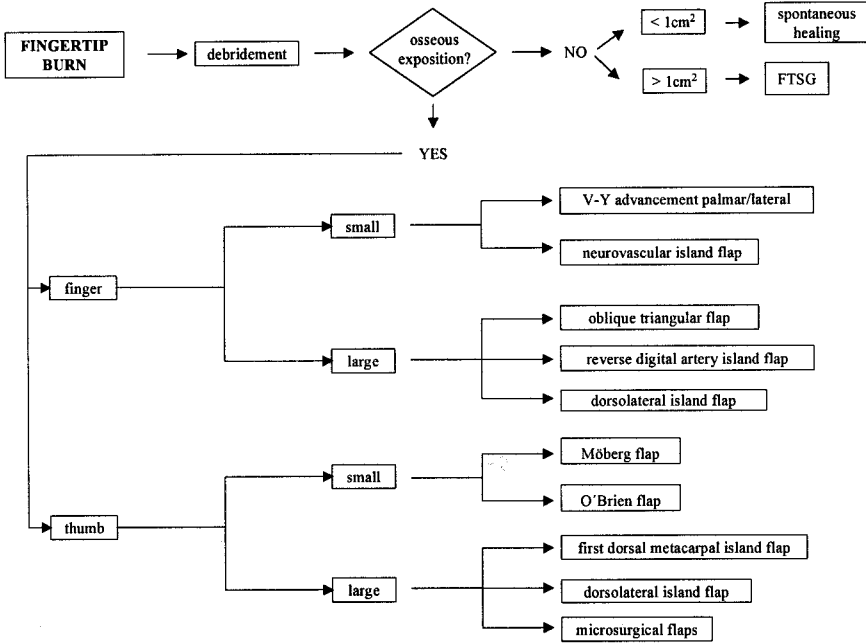 FINGERTIP
BURN
debridement
osseous
exposition?
NO
< 1cm²
spontaneous
healing
> 1cm²
FTSG
YES
finger
small
V-Y advancement palmar/lateral
neurovascular island flap
large
oblique triangular flap
reverse digital artery island flap
dorsolateral island flap
thumb
small
Möberg flap
O´Brien flap
large
first dorsal metacarpal island flap
dorsolateral island flap
microsurgical flaps